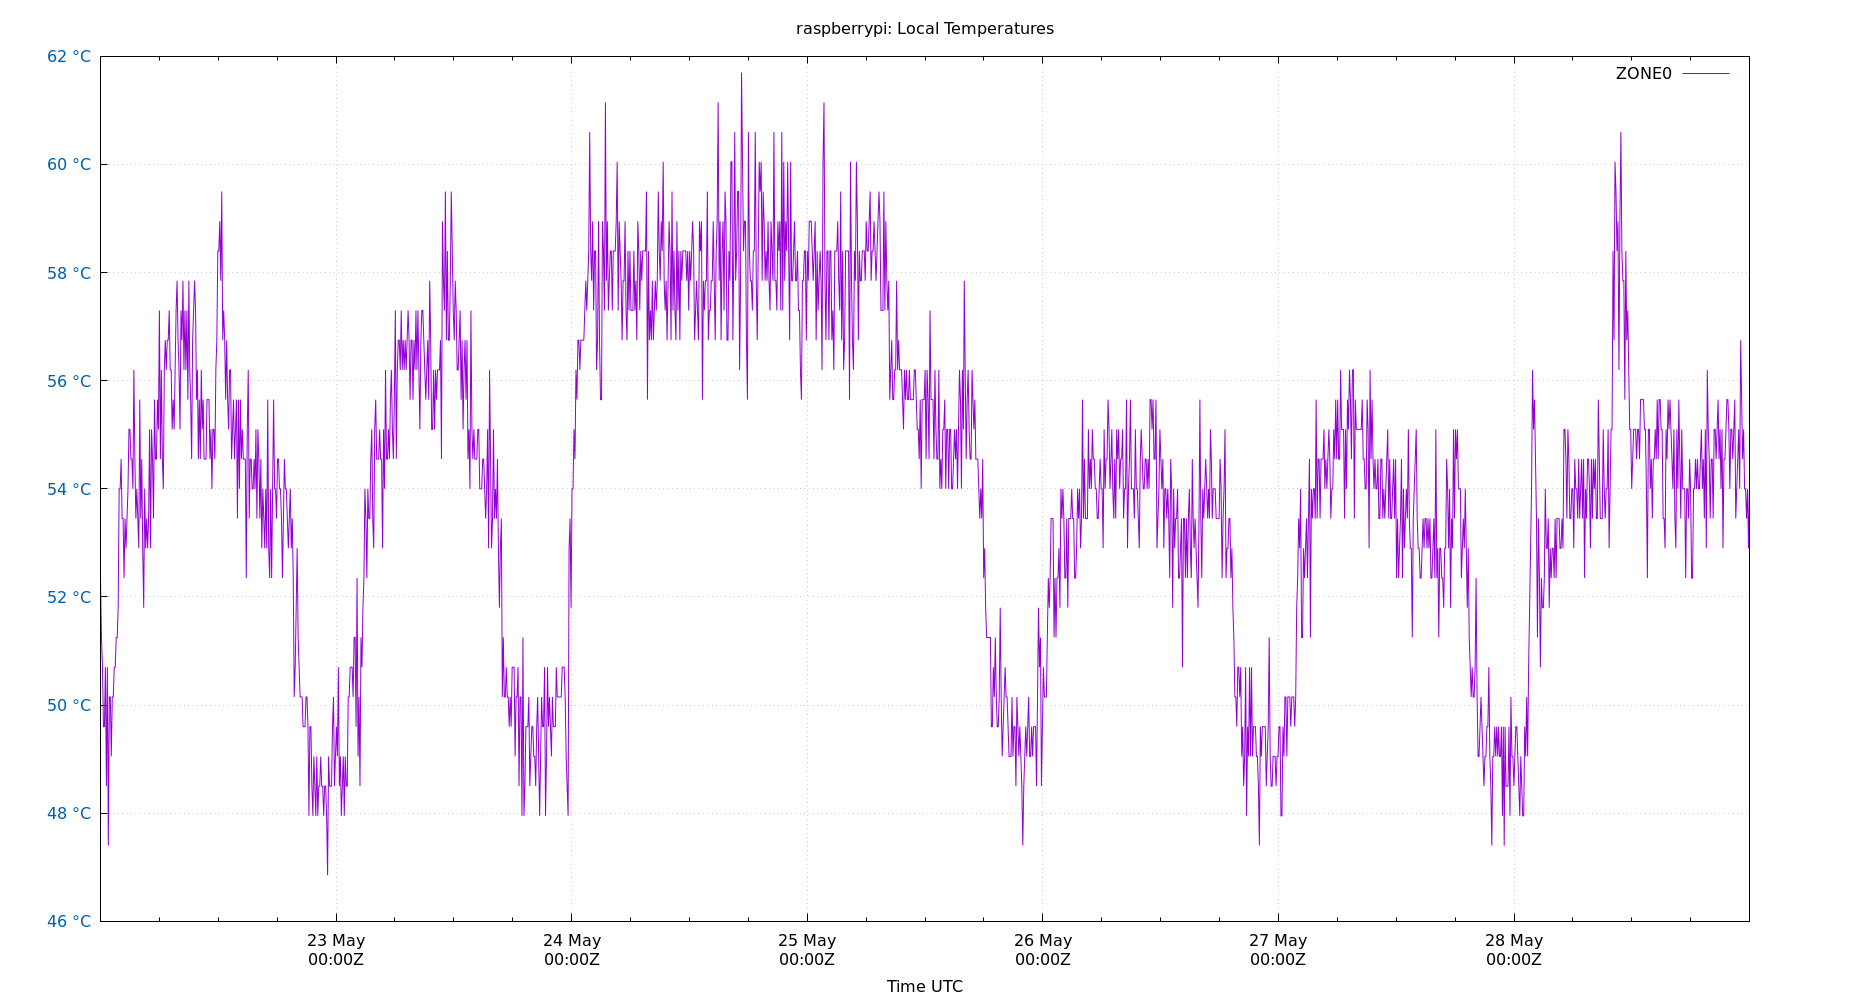 raspberrypi: Local Temperatures
ZONE0
62 °C
60 °C
58 °C
56 °C
54 °C
52 °C
50 °C
48 °C
46 °C
23 May
00:00Z
24 May
00:00Z
25 May
00:00Z
26 May
00:00Z
27 May
00:00Z
28 May
00:00Z
Time UTC